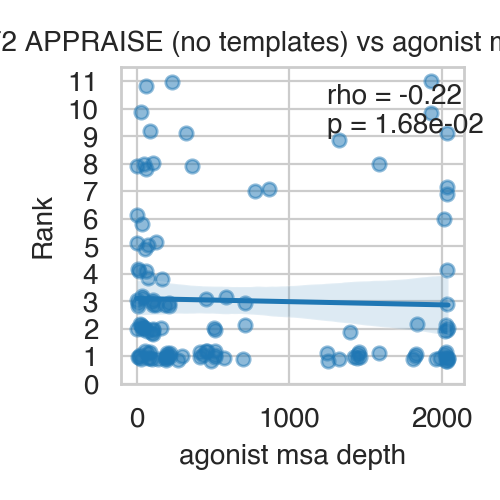 /2 APPRAISE (no templates) vs agonist m
rho = -0.22
p = 1.68e-02
11
10
9
8
7
6
5
4
3
2
1
0
Rank
0 1000 2000
agonist msa depth